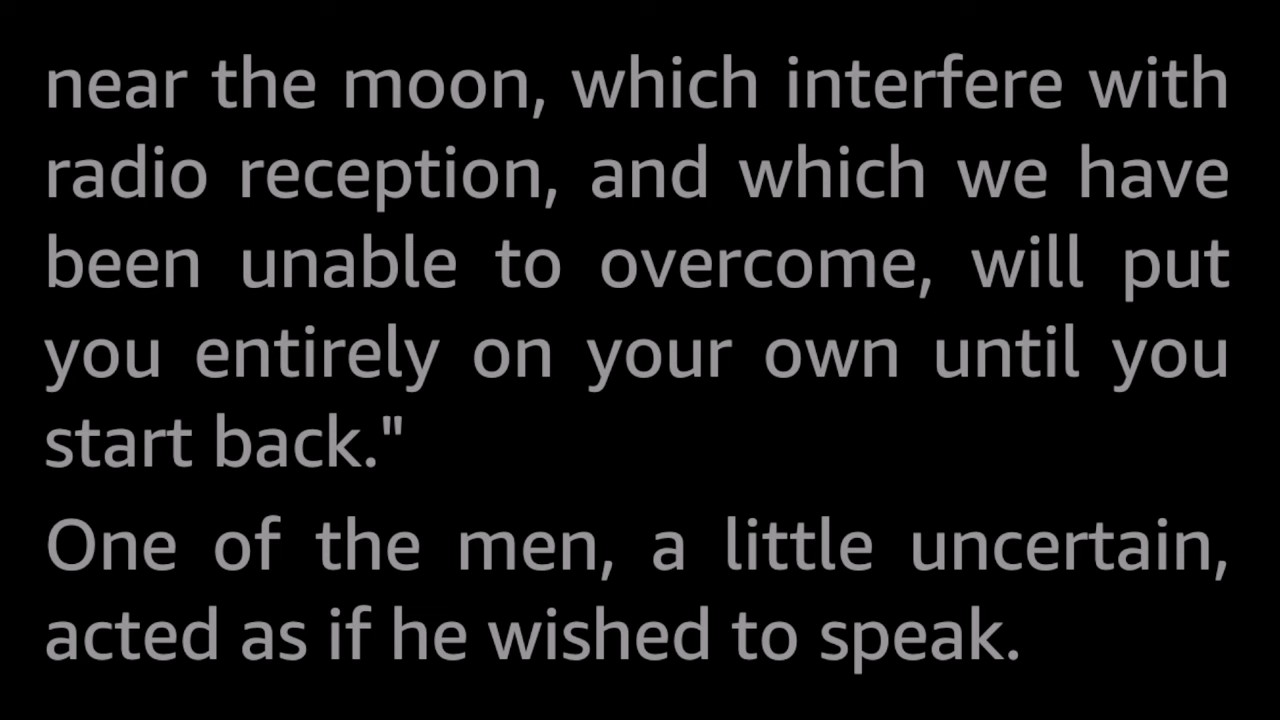 near the moon, which interfere with
radio reception, and which we have
been unable to overcome, will put
you entirely on your own until you
start back."
One of the men, a little uncertain,
acted as if he wished to speak.